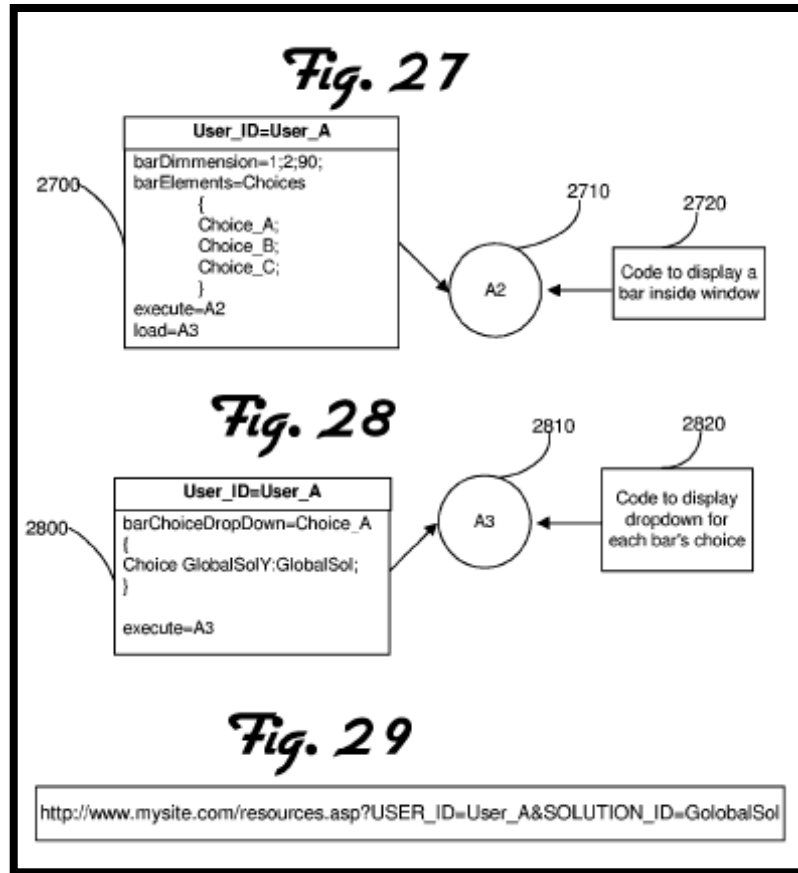 Fig. 27
User_ID=User_A
barDimmension=1;2;90;
barElements=Choices
{
Choice_A;
Choice_B;
Choice_C;
}
execute=A2
load=A3
2700
2710
A2
2720
Code to display a
bar inside window
Fig. 28
User_ID=User_A
barChoiceDropDown=Choice_A
{
Choice GlobalSolY:GlobalSol;
}
execute=A3
2800
2810
A3
2820
Code to display
dropdown for
each bar's choice
Fig. 29
http://www.mysite.com/resources.asp?USER_ID=User_A&SOLUTION_ID=GolobalSol